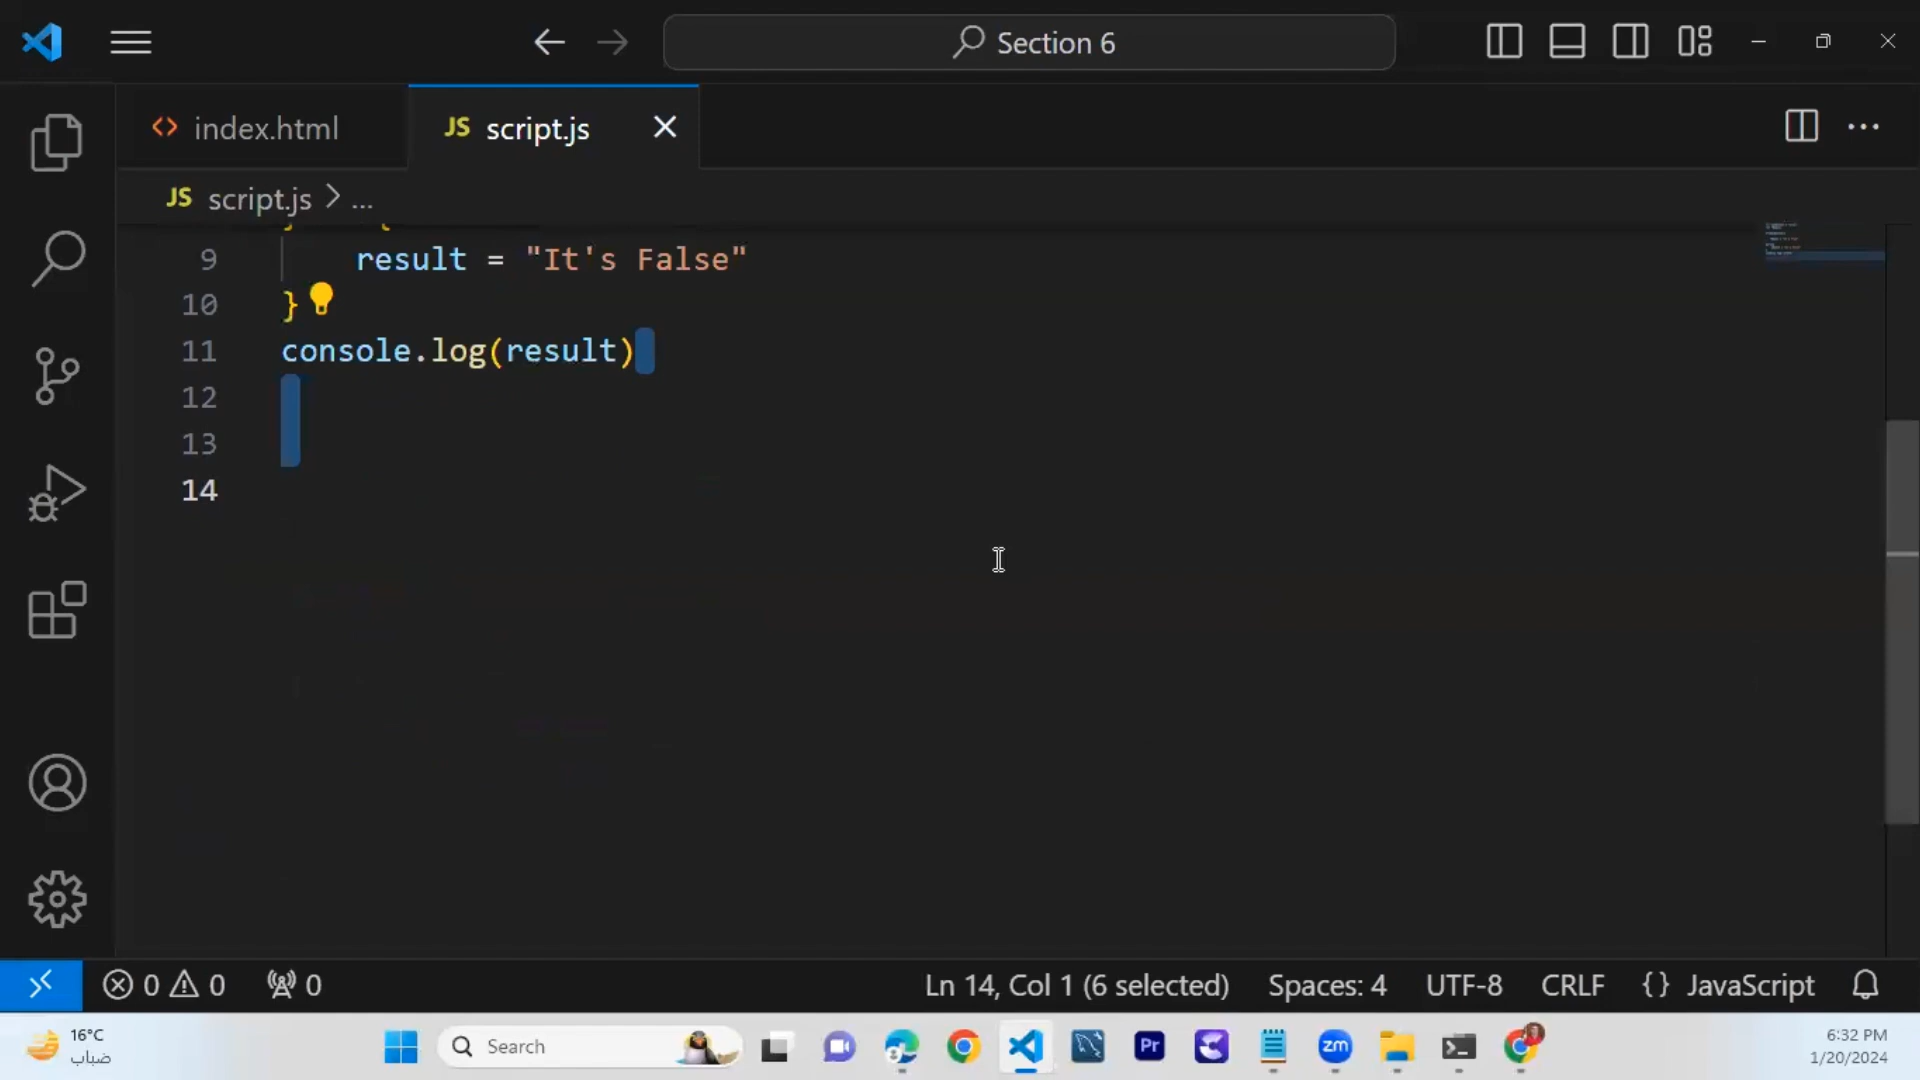 Section 6
index.html
JS script.js
JS script.js > ...
9 result = "It's False"
10 }
11 console.log(result)
12
13
14
0 0 0 Ln 14, Col 1 (6 selected) Spaces: 4 UTF-8 CRLF {} JavaScript
16°C
ضباب
Search
Pr
zm
6:32 PM
1/20/2024